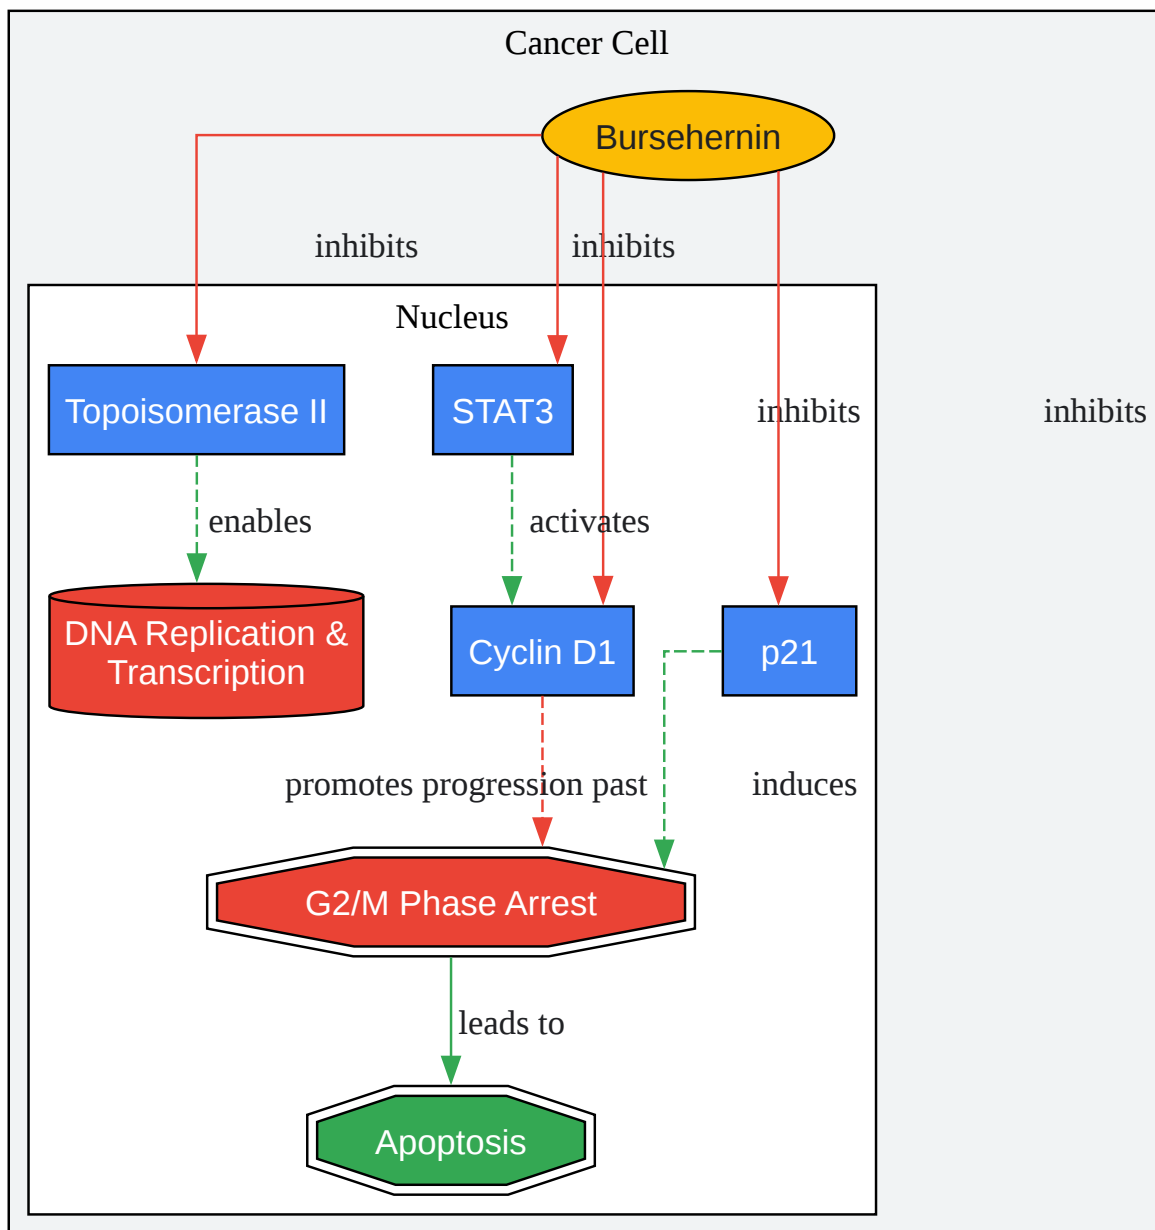 Cancer Cell
Bursehernin
inhibits
inhibits
Nucleus
Topoisomerase II
STAT3
inhibits
inhibits
enables
activates
DNA Replication &
Transcription
Cyclin D1
p21
promotes progression past
induces
G2/M Phase Arrest
leads to
Apoptosis